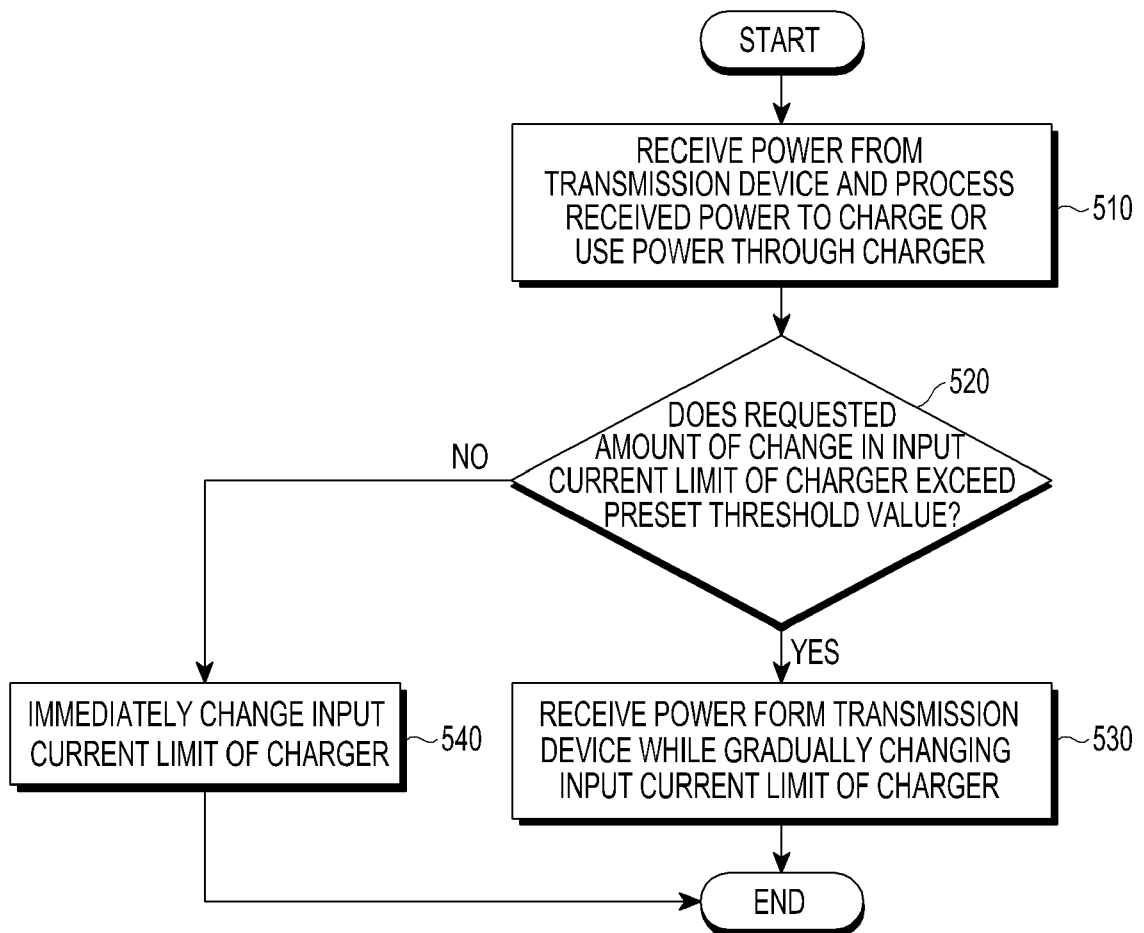 START
RECEIVE POWER FROM
TRANSMISSION DEVICE AND PROCESS
RECEIVED POWER TO CHARGE OR
USE POWER THROUGH CHARGER
510
520
DOES REQUESTED
AMOUNT OF CHANGE IN INPUT
CURRENT LIMIT OF CHARGER EXCEED
PRESET THRESHOLD VALUE?
NO
YES
IMMEDIATELY CHANGE INPUT
CURRENT LIMIT OF CHARGER
540
RECEIVE POWER FORM TRANSMISSION
DEVICE WHILE GRADUALLY CHANGING
INPUT CURRENT LIMIT OF CHARGER
530
END